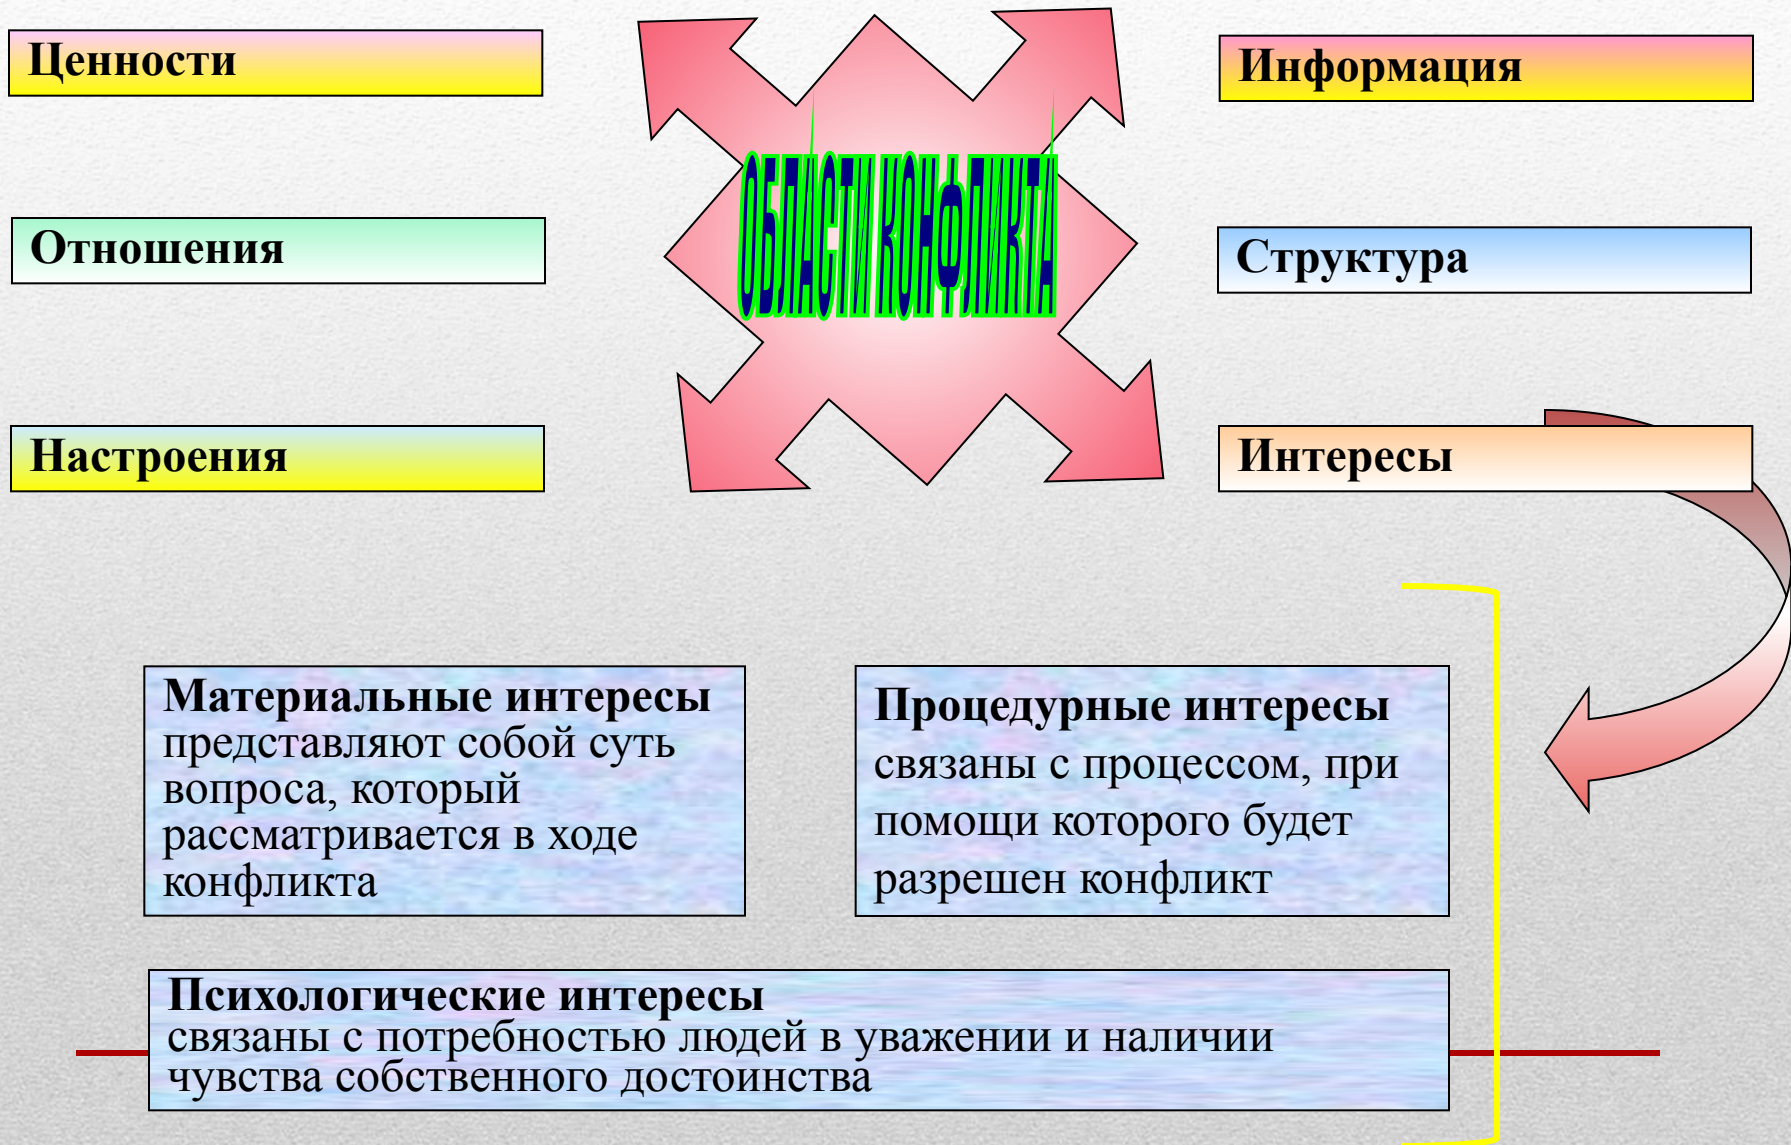 Ценности
Отношения
Настроения
ОБЛАСТИ КОНФЛИКТА
Информация
Структура
Интересы
Материальные интересы
представляют собой суть
вопроса, который
рассматривается в ходе
конфликта
Процедурные интересы
связаны с процессом, при
помощи которого будет
разрешен конфликт
Психологические интересы
связаны с потребностью людей в уважении и наличии
чувства собственного достоинства